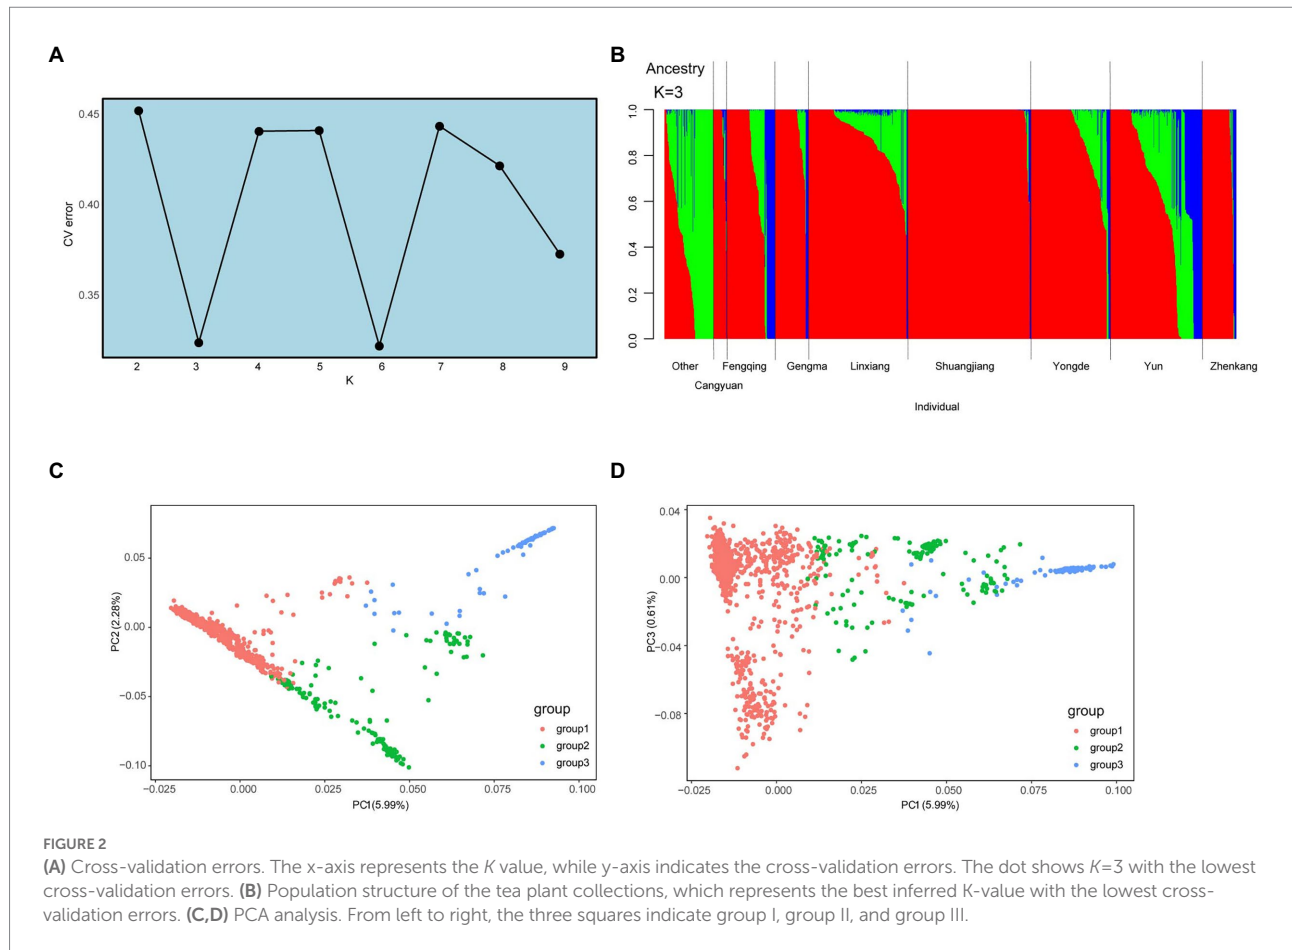 A
0.45
0.40
0.35
CV error
2 3 4 5 6 7 8 9
K
B
Ancestry
K=3
1.0
0.8
0.6
0.4
0.2
0.0
Other Fengqing Gengma Linxiang Shuangjiang Yongde Yun Zhenkang
Cangyuan
Individual
C
0.05
0.00
−0.05
−0.10
PC2 (2.28%)
group
group1
group2
group3
−0.025 0.000 0.025 0.050 0.075 0.100
PC1(5.99%)
D
0.04
0.00
−0.04
−0.08
PC3 (0.61%)
group
group1
group2
group3
−0.025 0.000 0.025 0.050 0.075 0.100
PC1(5.99%)
FIGURE 2
(A) Cross-validation errors. The x-axis represents the K value, while y-axis indicates the cross-validation errors. The dot shows K=3 with the lowest
cross-validation errors. (B) Population structure of the tea plant collections, which represents the best inferred K-value with the lowest cross-
validation errors. (C,D) PCA analysis. From left to right, the three squares indicate group I, group II, and group III.